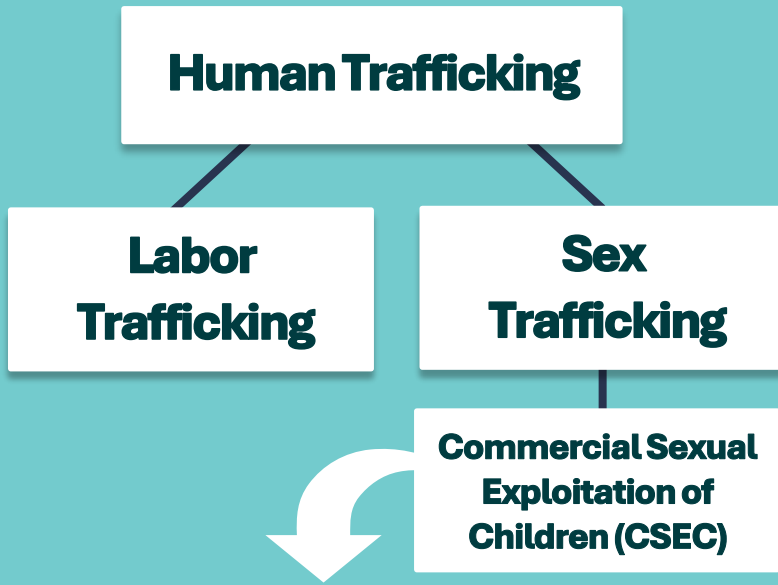 Human Trafficking
Labor
Trafficking
Sex
Trafficking
Commercial Sexual
Exploitation of
Children (CSEC)